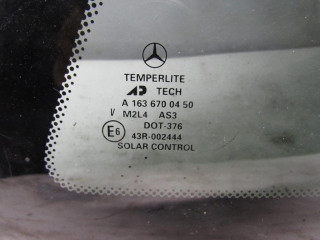 TEMPERLITE
AP TECH
A 163 670 04 50
V M2L4 AS3
DOT-376
E6 43R-002444
SOLAR CONTROL